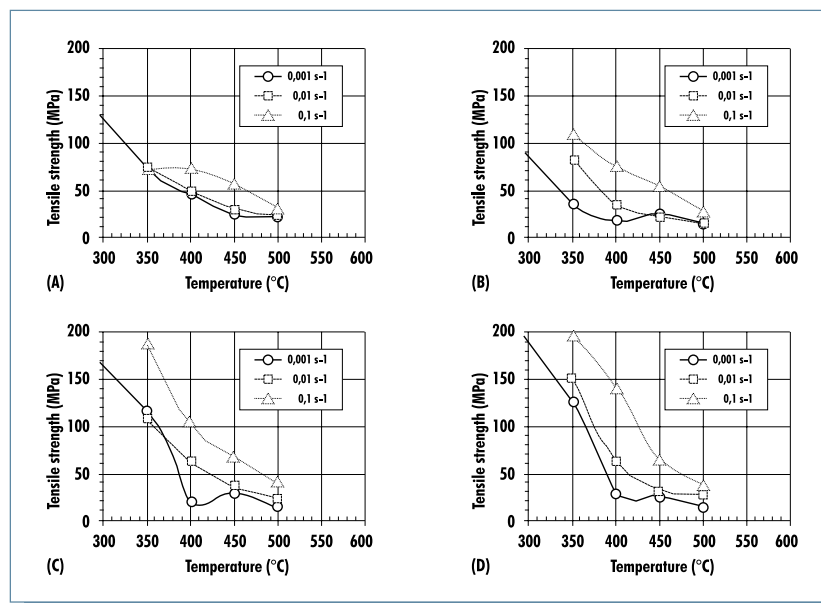 200
150
100
50
0
Tensile strength (MPa)
0,001 s–1
0,01 s–1
0,1 s–1
300 350 400 450 500 550 600
(A) Temperature (°C)
200
150
100
50
0
Tensile strength (MPa)
0,001 s–1
0,01 s–1
0,1 s–1
300 350 400 450 500 550 600
(B) Temperature (°C)
200
150
100
50
0
Tensile strength (MPa)
0,001 s–1
0,01 s–1
0,1 s–1
300 350 400 450 500 550 600
(C) Temperature (°C)
200
150
100
50
0
Tensile strength (MPa)
0,001 s–1
0,01 s–1
0,1 s–1
300 350 400 450 500 550 600
(D) Temperature (°C)